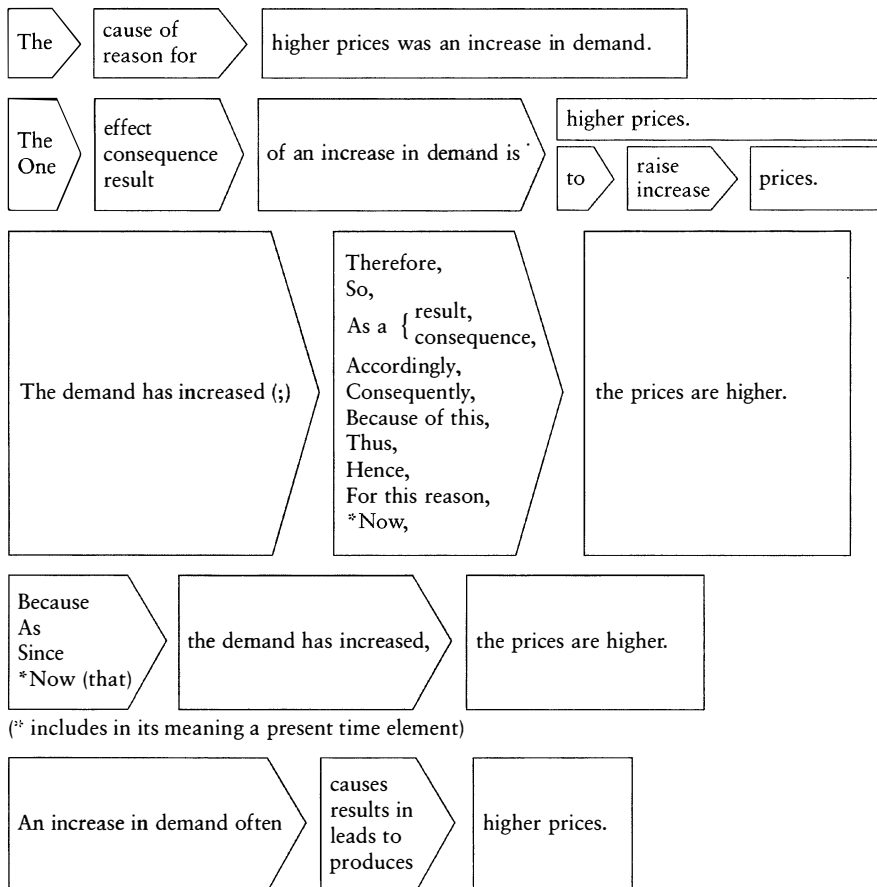 The
cause of
reason for
higher prices was an increase in demand.
The
One
effect
consequence
result
of an increase in demand is
higher prices.
to
raise
increase
prices.
The demand has increased (;)
Therefore,
So,
As a { result,
consequence,
Accordingly,
Consequently,
Because of this,
Thus,
Hence,
For this reason,
*Now,
the prices are higher.
Because
As
Since
*Now (that)
the demand has increased,
the prices are higher.
(* includes in its meaning a present time element)
An increase in demand often
causes
results in
leads to
produces
higher prices.